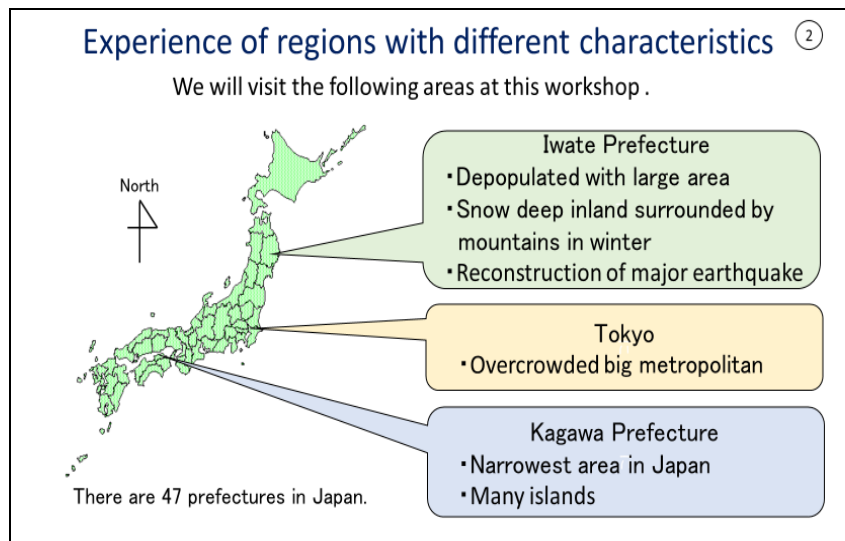 Experience of regions with different characteristics
②
We will visit the following areas at this workshop .
North
Iwate Prefecture
・Depopulated with large area
・Snow deep inland surrounded by
mountains in winter
・Reconstruction of major earthquake
Tokyo
・Overcrowded big metropolitan
Kagawa Prefecture
・Narrowest area in Japan
・Many islands
There are 47 prefectures in Japan.